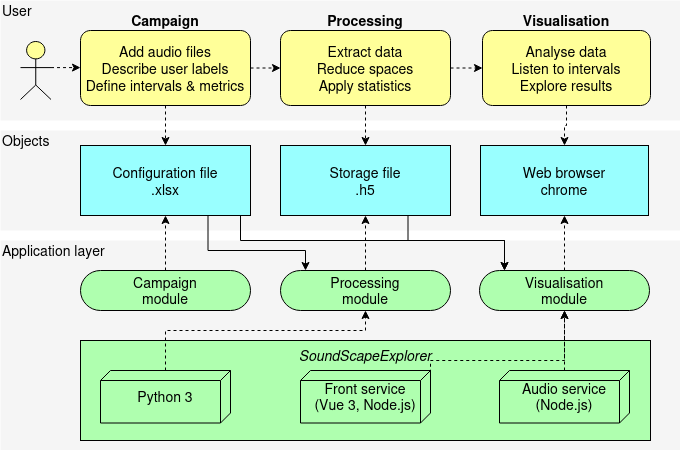 User
Campaign
Processing
Visualisation
Add audio files
Describe user labels
Define intervals & metrics
Extract data
Reduce spaces
Apply statistics
Analyse data
Listen to intervals
Explore results
Objects
Configuration file
.xlsx
Storage file
.h5
Web browser
chrome
Application layer
Campaign
module
Processing
module
Visualisation
module
SoundScapeExplorer
Python 3
Front service
(Vue 3, Node.js)
Audio service
(Node.js)